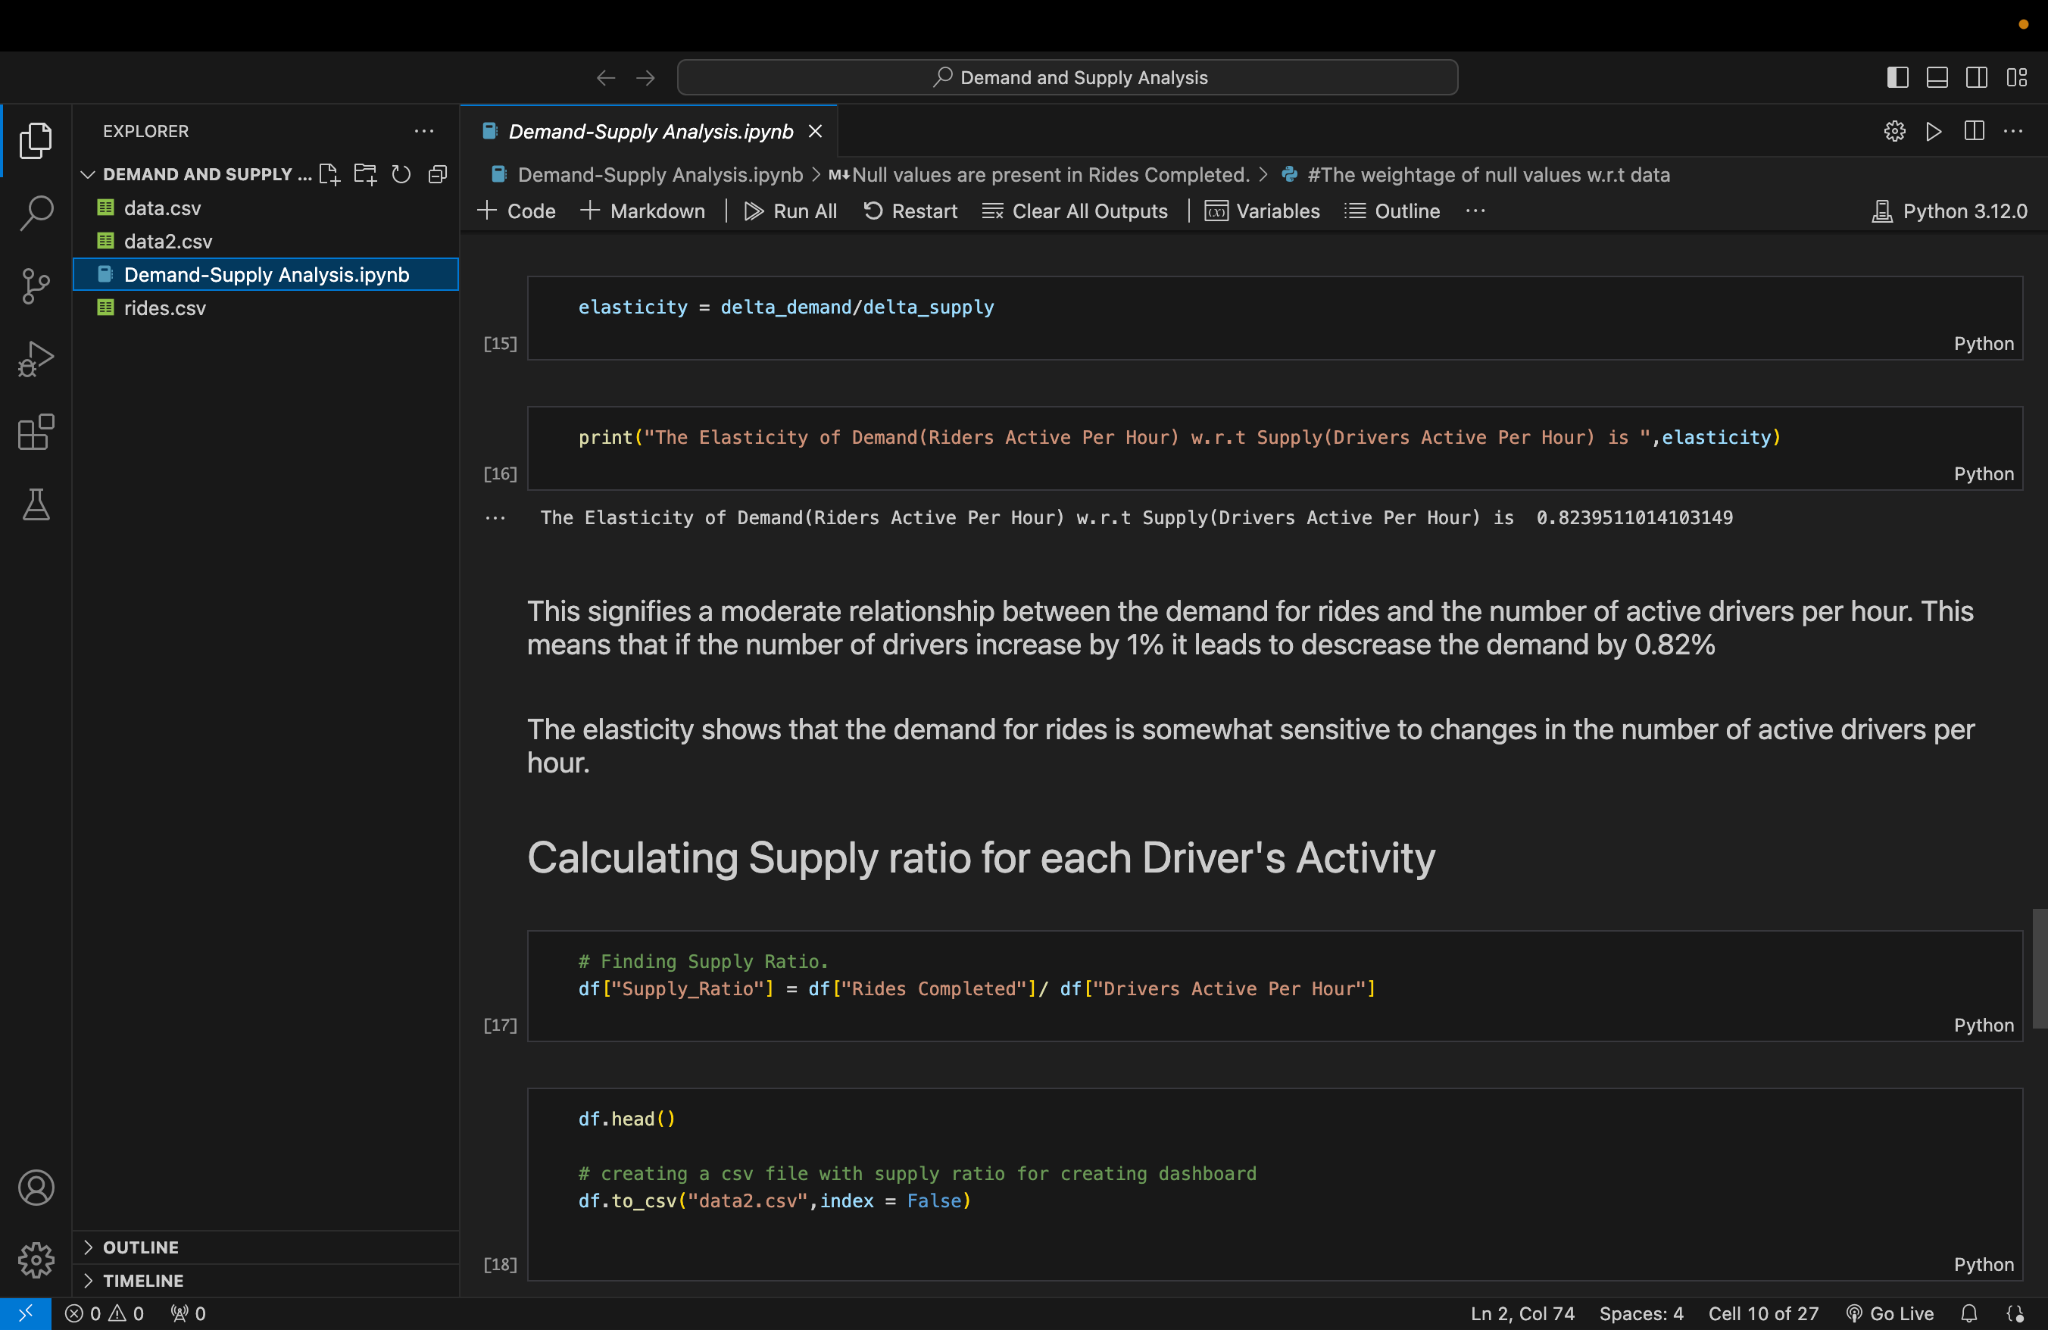 Demand and Supply Analysis
EXPLORER
DEMAND AND SUPPLY ...
data.csv
data2.csv
Demand-Supply Analysis.ipynb
rides.csv
OUTLINE
TIMELINE
Demand-Supply Analysis.ipynb
Demand-Supply Analysis.ipynb > M↓Null values are present in Rides Completed. > #The weightage of null values w.r.t data
+ Code + Markdown | Run All Restart Clear All Outputs | Variables Outline ... Python 3.12.0
elasticity = delta_demand/delta_supply
[15] Python
print("The Elasticity of Demand(Riders Active Per Hour) w.r.t Supply(Drivers Active Per Hour) is ",elasticity)
[16] Python
... The Elasticity of Demand(Riders Active Per Hour) w.r.t Supply(Drivers Active Per Hour) is  0.8239511014103149
This signifies a moderate relationship between the demand for rides and the number of active drivers per hour. This
means that if the number of drivers increase by 1% it leads to descrease the demand by 0.82%
The elasticity shows that the demand for rides is somewhat sensitive to changes in the number of active drivers per
hour.
Calculating Supply ratio for each Driver's Activity
# Finding Supply Ratio.
df["Supply_Ratio"] = df["Rides Completed"]/ df["Drivers Active Per Hour"]
[17] Python
df.head()
# creating a csv file with supply ratio for creating dashboard
df.to_csv("data2.csv",index = False)
[18] Python
0 0 0 Ln 2, Col 74 Spaces: 4 Cell 10 of 27 Go Live